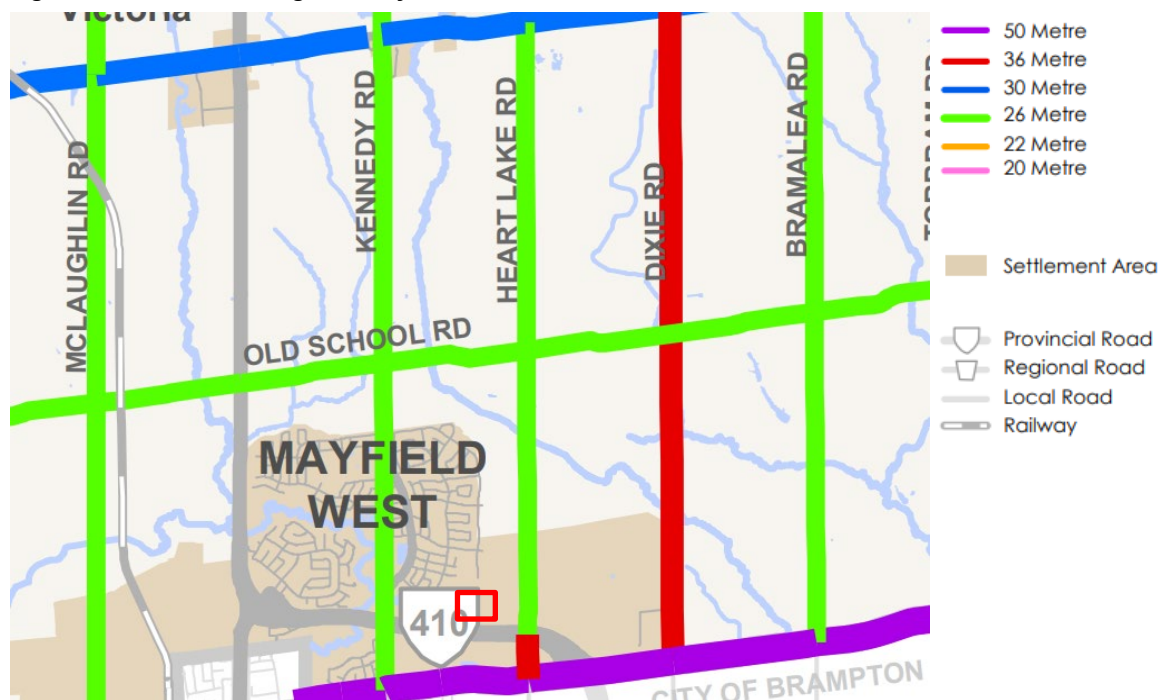 Victoria
MCLAUGHLIN RD
KENNEDY RD
HEART LAKE RD
DIXIE RD
BRAMALEA RD
OLD SCHOOL RD
MAYFIELD
WEST
410
CITY OF BRAMPTON
50 Metre
36 Metre
30 Metre
26 Metre
22 Metre
20 Metre
Settlement Area
Provincial Road
Regional Road
Local Road
Railway